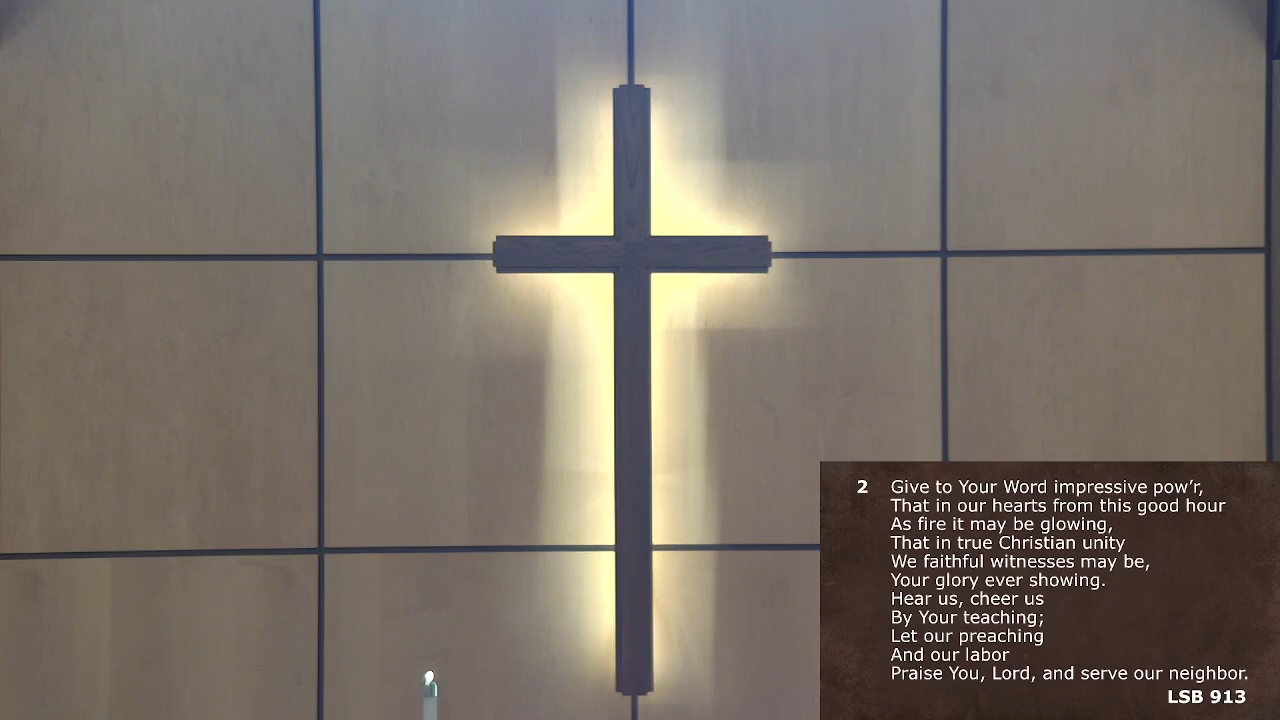 2 Give to Your Word impressive pow’r,
That in our hearts from this good hour
As fire it may be glowing,
That in true Christian unity
We faithful witnesses may be,
Your glory ever showing.
Hear us, cheer us
By Your teaching;
Let our preaching
And our labor
Praise You, Lord, and serve our neighbor.
LSB 913